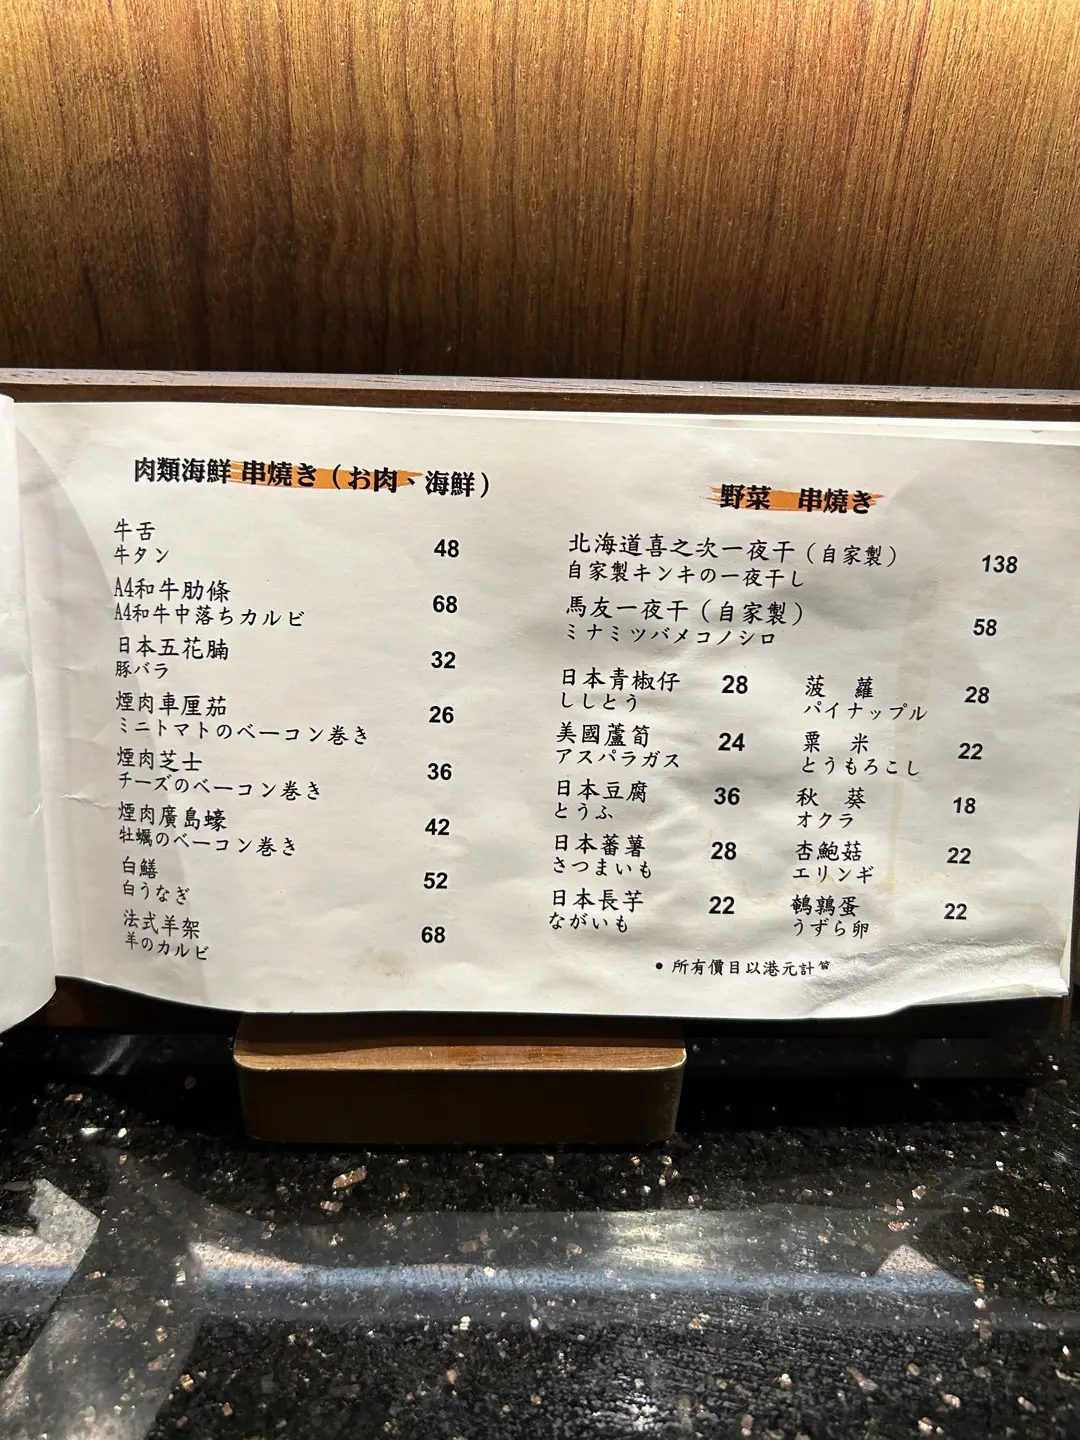 肉類海鮮 串燒き（お肉、海鮮）
牛舌 48
牛タン
A4和牛肋條 68
A4和牛中落ちカルビ
日本五花腩 32
豚バラ
煙肉車厘茄 26
ミニトマトのベーコン巻き
煙肉芝士 36
チーズのベーコン巻き
煙肉廣島蠔 42
牡蠣のベーコン巻き
白鱔 52
白うなぎ
法式羊架 68
羊のカルビ
野菜 串燒き
北海道喜之次一夜干（自家製） 138
自家製キンキの一夜干し
馬友一夜干（自家製） 58
ミナミツバメコノシロ
日本青椒仔 28
ししとう
美國蘆筍 24
アスパラガス
日本豆腐 36
とうふ
日本蕃薯 28
さつまいも
日本長芋 22
ながいも
菠蘿 28
パイナップル
粟米 22
とうもろこし
秋葵 18
オクラ
杏鮑菇 22
エリンギ
鵪鶉蛋 22
うずら卵
• 所有價目以港元計算